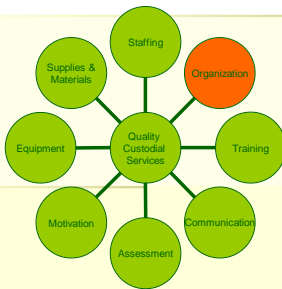 Staffing
Supplies &
Materials
Organization
Equipment
Quality
Custodial
Services
Training
Motivation
Communication
Assessment